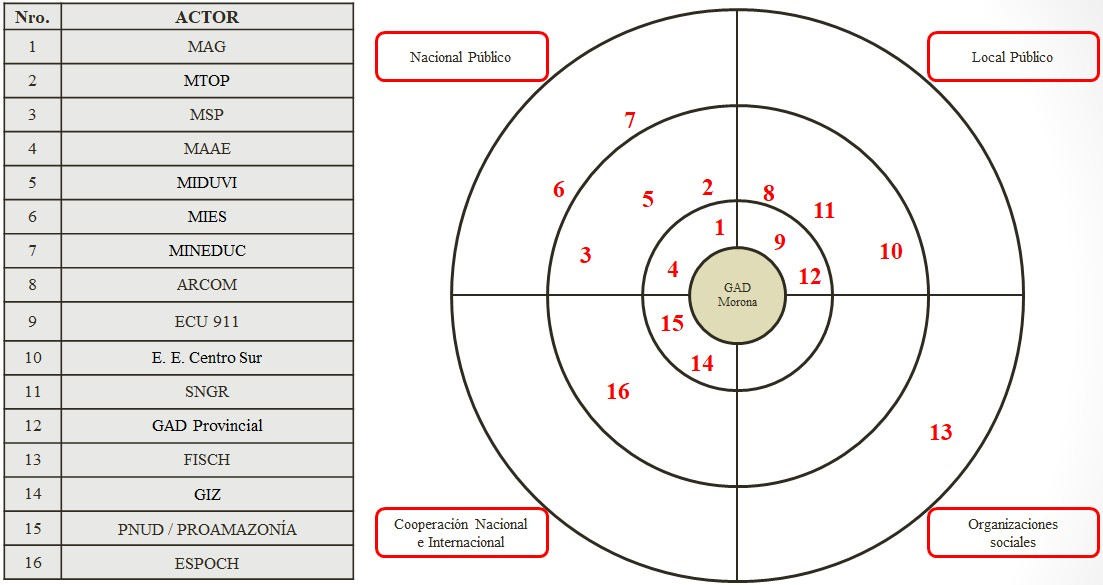 Nro. ACTOR
1 MAG
2 MTOP
3 MSP
4 MAAE
5 MIDUVI
6 MIES
7 MINEDUC
8 ARCOM
9 ECU 911
10 E. E. Centro Sur
11 SNGR
12 GAD Provincial
13 FISCH
14 GIZ
15 PNUD / PROAMAZONÍA
16 ESPOCH
Nacional Público
Local Público
7
6
5
2
8
11
3
1
9
10
4
12
GAD
Morona
15
14
16
13
Cooperación Nacional
e Internacional
Organizaciones
sociales